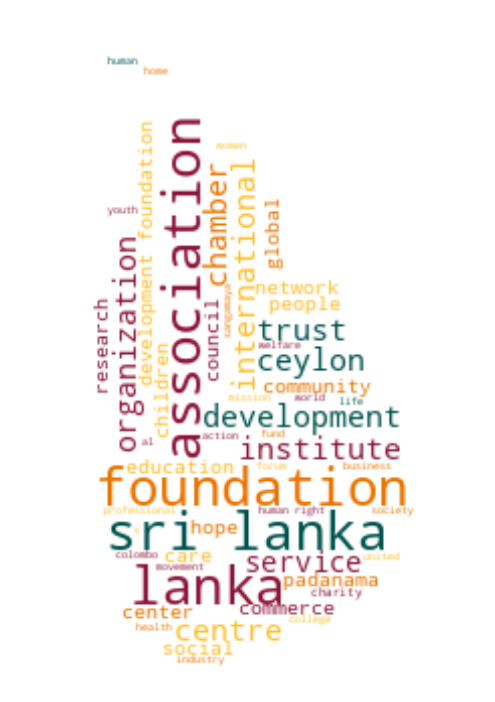 human
home
association
women
development foundation
chamber
international
youth
global
organization
sangamaya
network
people
research
council
trust
welfare
ceylon
children
community
mission
world
life
development
al
action
fund
institute
education
forum
business
foundation
professional
human right
society
sri lanka
hope
colombo
care
service
united
movement
lanka
padanama
charity
center
commerce
health
centre
college
social
industry